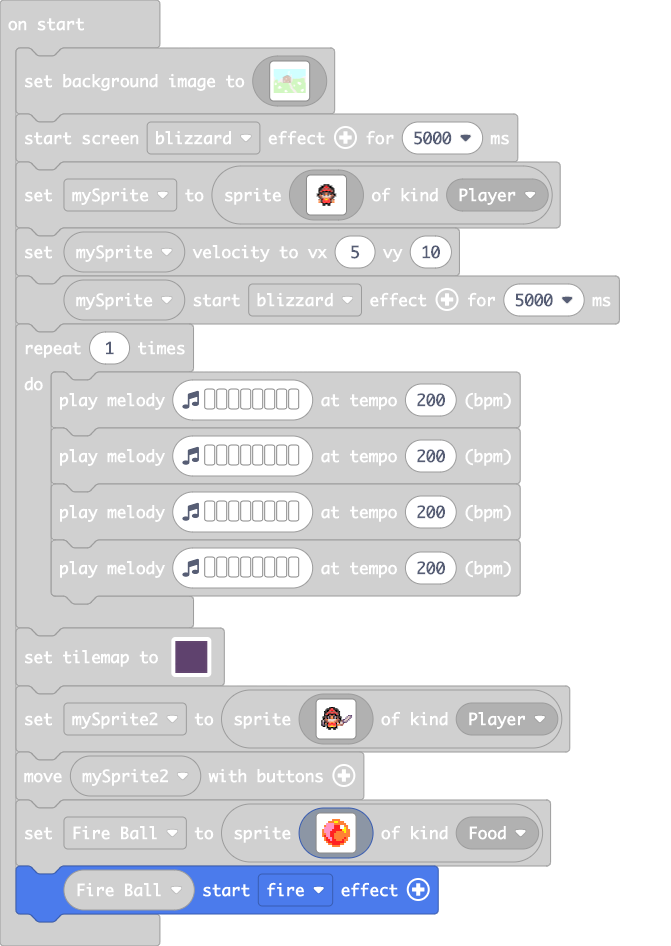 on start
set background image to
start screen blizzard effect for 5000 ms
set mySprite to sprite of kind Player
set mySprite velocity to vx 5 vy 10
mySprite start blizzard effect for 5000 ms
repeat 1 times
do
play melody at tempo 200 (bpm)
play melody at tempo 200 (bpm)
play melody at tempo 200 (bpm)
play melody at tempo 200 (bpm)
set tilemap to
set mySprite2 to sprite of kind Player
move mySprite2 with buttons
set Fire Ball to sprite of kind Food
Fire Ball start fire effect